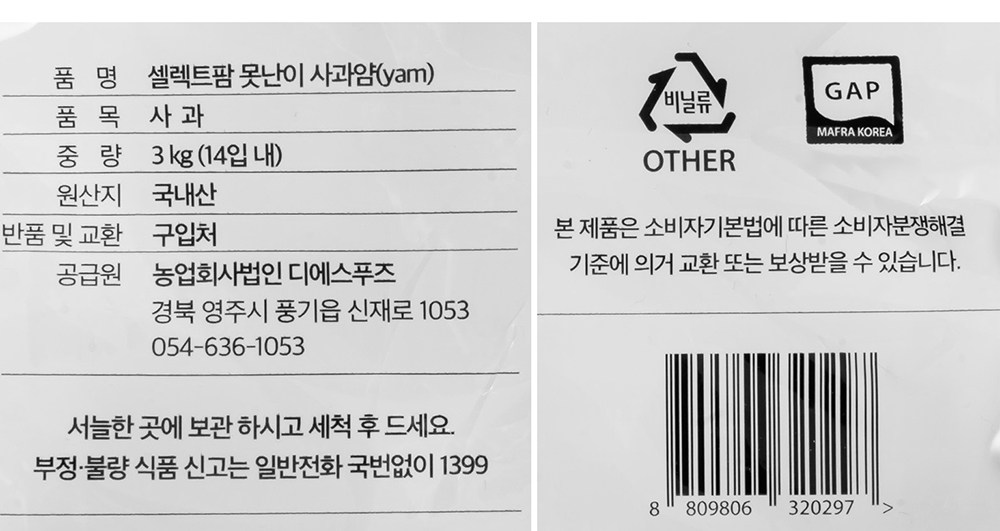 품 명 셀렉트팜 못난이 사과얌(yam)
품 목 사 과
중 량 3 kg (14입 내)
원산지 국내산
반품 및 교환 구입처
공급원 농업회사법인 디에스푸즈
경북 영주시 풍기읍 신재로 1053
054-636-1053
서늘한 곳에 보관 하시고 세척 후 드세요.
부정·불량 식품 신고는 일반전화 국번없이 1399
비닐류
OTHER
GAP
MAFRA KOREA
본 제품은 소비자기본법에 따른 소비자분쟁해결
기준에 의거 교환 또는 보상받을 수 있습니다.
8 809806 320297 >